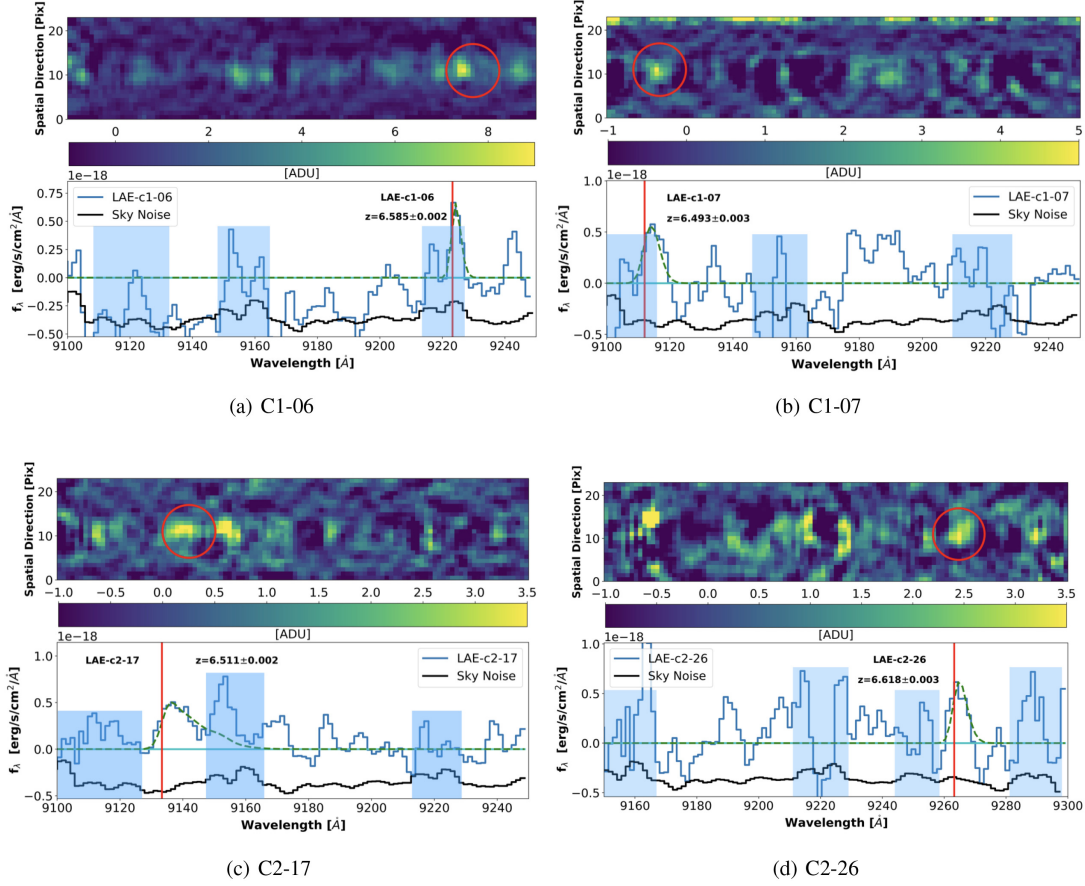 Spatial Direction [Pix]
20
10
0
0 2 4 6 8
[ADU]
1e−18
LAE-c1-06
Sky Noise
LAE-c1-06
z=6.585±0.002
0.75
0.50
0.25
0.00
−0.25
−0.50
fλ [erg/s/cm²/Å]
9100 9120 9140 9160 9180 9200 9220 9240
Wavelength [Å]
(a) C1-06
Spatial Direction [Pix]
20
10
0
−1 0 1 2 3 4 5
[ADU]
1e−18
LAE-c1-07
z=6.493±0.003
LAE-c1-07
Sky Noise
1.0
0.5
0.0
−0.5
fλ [erg/s/cm²/Å]
9100 9120 9140 9160 9180 9200 9220 9240
Wavelength [Å]
(b) C1-07
Spatial Direction [Pix]
20
10
0
−1.0 −0.5 0.0 0.5 1.0 1.5 2.0 2.5 3.0 3.5
[ADU]
1e−18
LAE-c2-17
z=6.511±0.002
LAE-c2-17
Sky Noise
1.0
0.5
0.0
−0.5
fλ [erg/s/cm²/Å]
9100 9120 9140 9160 9180 9200 9220 9240
Wavelength [Å]
(c) C2-17
Spatial Direction [Pix]
20
10
0
−1.0 −0.5 0.0 0.5 1.0 1.5 2.0 2.5 3.0 3.5
[ADU]
1e−18
LAE-c2-26
Sky Noise
LAE-c2-26
z=6.618±0.003
1.0
0.5
0.0
−0.5
fλ [erg/s/cm²/Å]
9160 9180 9200 9220 9240 9260 9280 9300
Wavelength [Å]
(d) C2-26